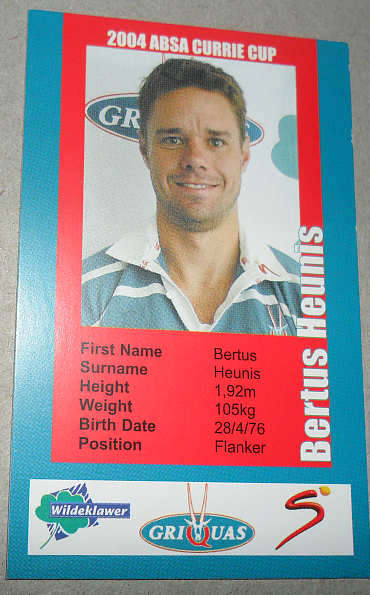 2004 ABSA CURRIE CUP
GRIQUAS
Bertus Heunis
First Name Bertus
Surname Heunis
Height 1,92m
Weight 105kg
Birth Date 28/4/76
Position Flanker
Wildeklawer
GRIQUAS